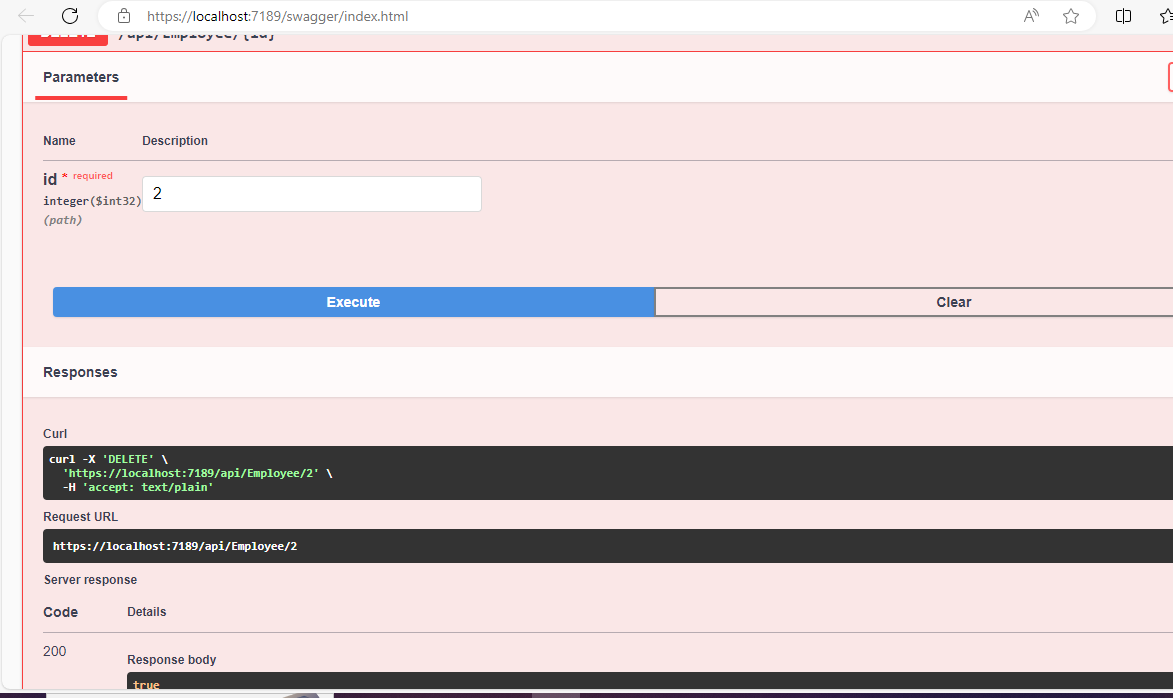 https://localhost:7189/swagger/index.html
/api/Employee/{id}
Parameters
Name Description
id * required
2
integer($int32)
(path)
Execute Clear
Responses
Curl
curl -X 'DELETE' \
'https://localhost:7189/api/Employee/2' \
-H 'accept: text/plain'
Request URL
https://localhost:7189/api/Employee/2
Server response
Code Details
200
Response body
true